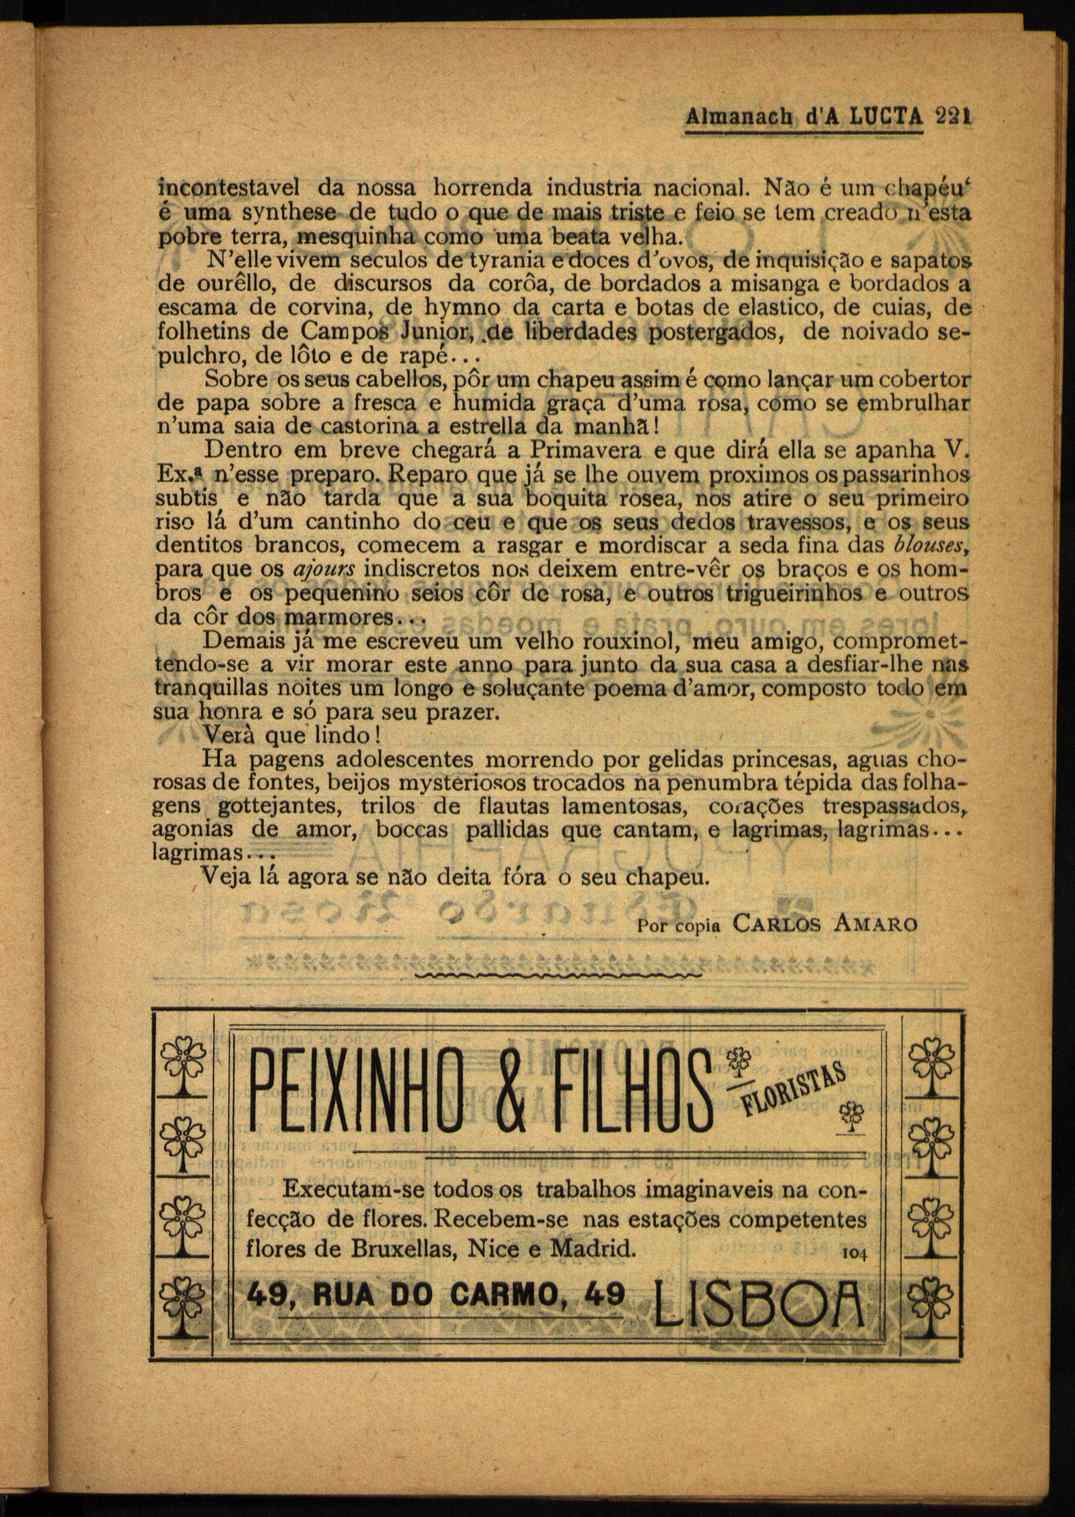 Almanach d'A LUCTA 221
incontestavel da nossa horrenda industria nacional. Não é um chapéu‘
é uma synthese de tudo o que de mais triste e feio se tem creado n'esta
pobre terra, mesquinha como uma beata velha.
N'elle vivem seculos de tyrania e doces d'ovos, de inquisição e sapatos
de ourêllo, de discursos da corôa, de bordados a misanga e bordados a
escama de corvina, de hymno da carta e botas de elastico, de cuias, de
folhetins de Campos Junior, de liberdades postergados, de noivado se-
pulchro, de lôto e de rapé...
Sobre os seus cabellos, pôr um chapeu assim é como lançar um cobertor
de papa sobre a fresca e humida graça d'uma rosa, como se embrulhar
n'uma saia de castorina a estrella da manhã!
Dentro em breve chegará a Primavera e que dirá ella se apanha V.
Ex.ª n'esse preparo. Reparo que já se lhe ouvem proximos os passarinhos
subtis e não tarda que a sua boquita rosea, nos atire o seu primeiro
riso lá d'um cantinho do ceu e que os seus dedos travessos, e os seus
dentitos brancos, comecem a rasgar e mordiscar a seda fina das blouses,
para que os ajours indiscretos nos deixem entre-vêr os braços e os hom-
bros e os pequenino seios côr de rosa, e outros trigueirinhos e outros
da côr dos marmores...
Demais já me escreveu um velho rouxinol, meu amigo, compromet-
tendo-se a vir morar este anno para junto da sua casa a desfiar-lhe nas
tranquillas noites um longo e soluçante poema d'amor, composto todo em
sua honra e só para seu prazer.
Verà que lindo!
Ha pagens adolescentes morrendo por gelidas princesas, aguas cho-
rosas de fontes, beijos mysteriosos trocados na penumbra tépida das folha-
gens gottejantes, trilos de flautas lamentosas, corações trespassados,
agonias de amor, boccas pallidas que cantam, e lagrimas, lagrimas...
lagrimas...
Veja lá agora se não deita fóra o seu chapeu.
Por copia CARLOS AMARO
PEIXINHO & FILHOS FLORISTAS
Executam-se todos os trabalhos imaginaveis na con-
fecção de flores. Recebem-se nas estações competentes
flores de Bruxellas, Nice e Madrid. 104
49, RUA DO CARMO, 49 LISBOA